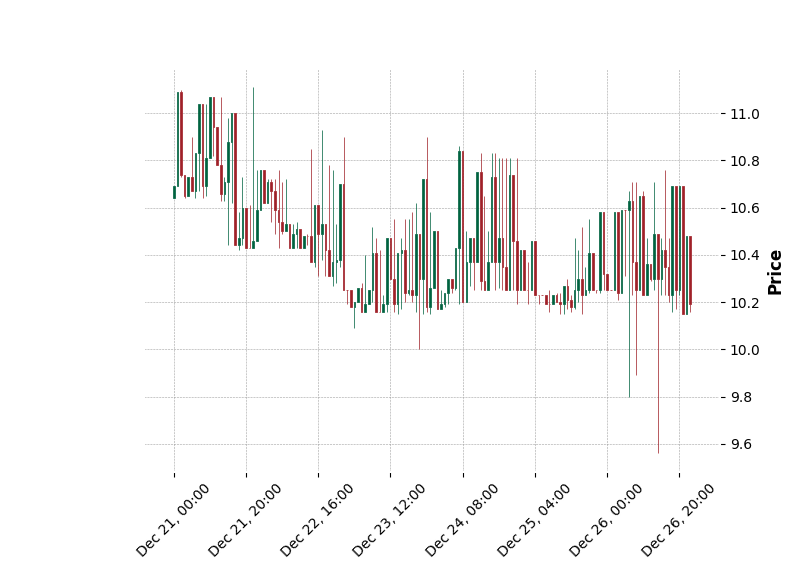 11.0
10.8
10.6
10.4
10.2
10.0
9.8
9.6
Price
Dec 21, 00:00
Dec 21, 20:00
Dec 22, 16:00
Dec 23, 12:00
Dec 24, 08:00
Dec 25, 04:00
Dec 26, 00:00
Dec 26, 20:00